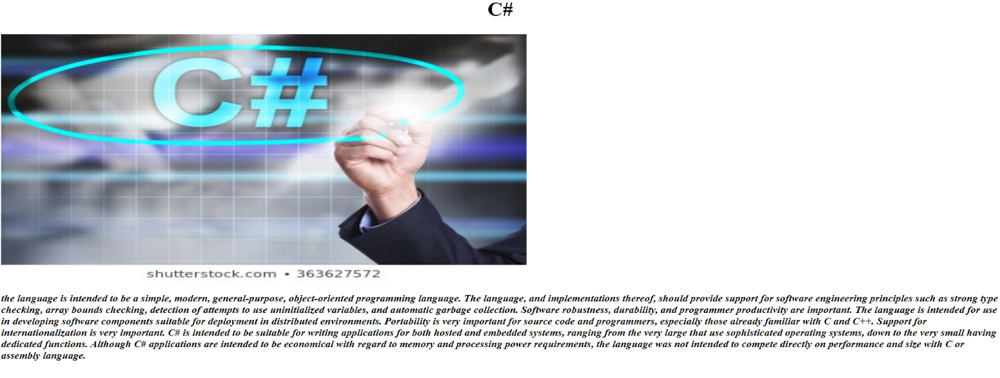 C#
C#
shutterstock.com • 363627572
the language is intended to be a simple, modern, general-purpose, object-oriented programming language. The language, and implementations thereof, should provide support for software engineering principles such as strong type
checking, array bounds checking, detection of attempts to use uninitialized variables, and automatic garbage collection. Software robustness, durability, and programmer productivity are important. The language is intended for use
in developing software components suitable for deployment in distributed environments. Portability is very important for source code and programmers, especially those already familiar with C and C++. Support for
internationalization is very important. C# is intended to be suitable for writing applications for both hosted and embedded systems, ranging from the very large that use sophisticated operating systems, down to the very small having
dedicated functions. Although C# applications are intended to be economical with regard to memory and processing power requirements, the language was not intended to compete directly on performance and size with C or
assembly language.